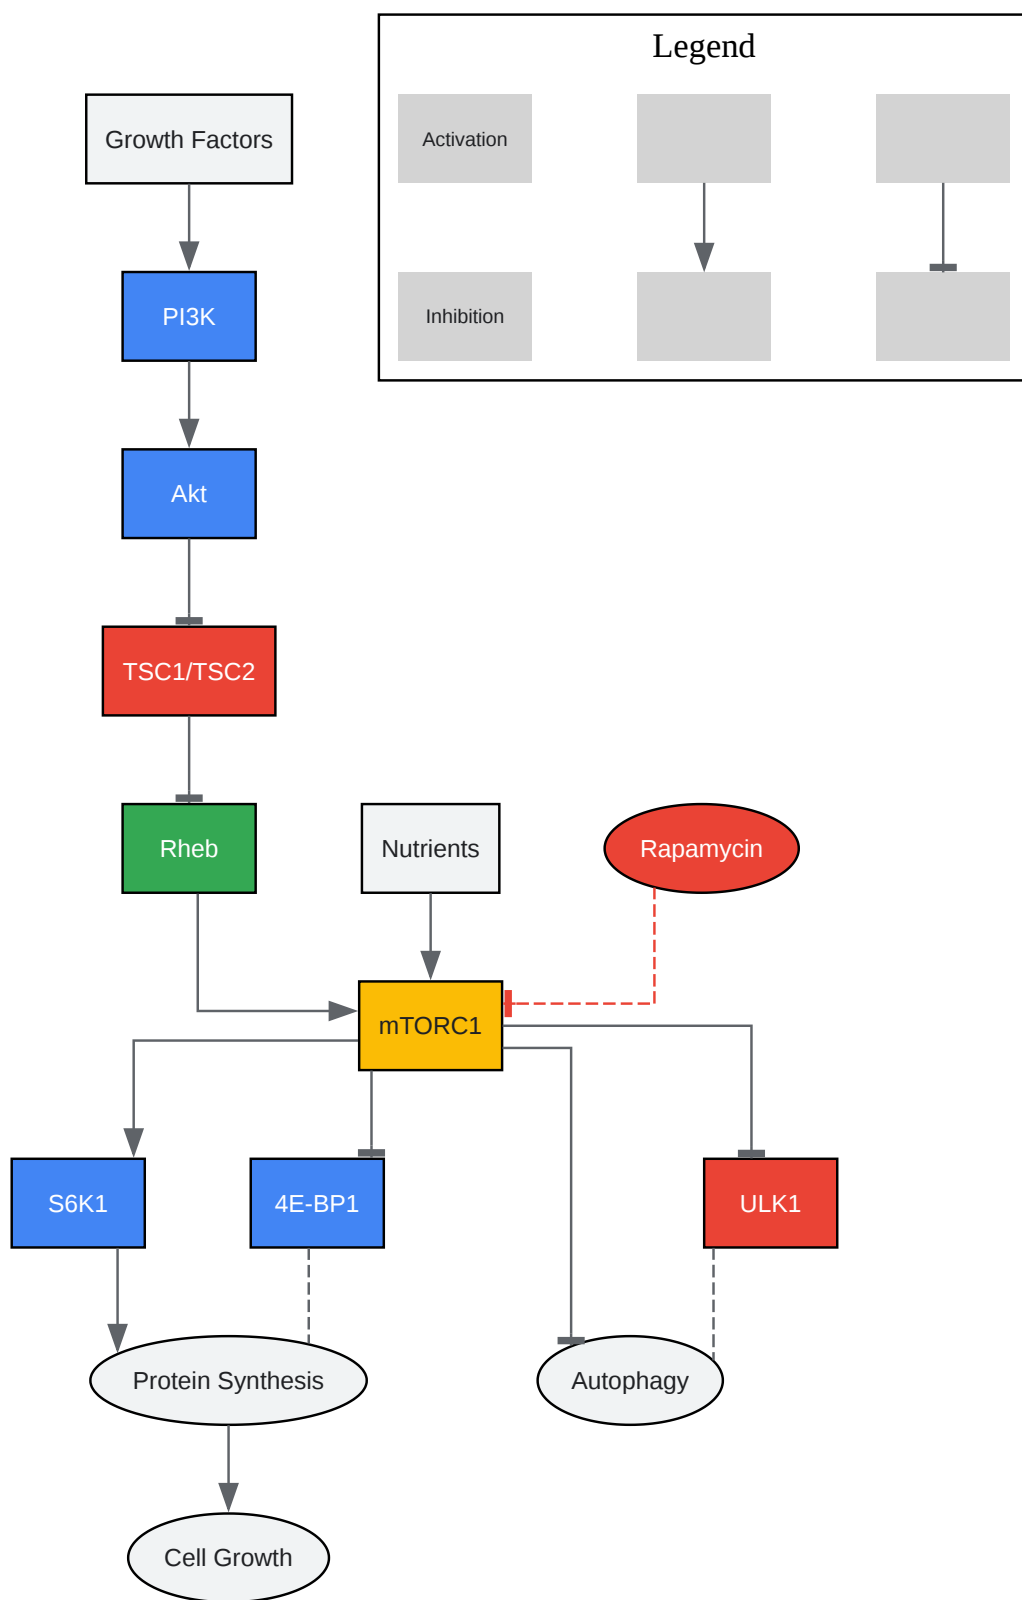 Legend
Growth Factors
Activation
PI3K
Inhibition
Akt
TSC1/TSC2
Rheb
Nutrients
Rapamycin
mTORC1
S6K1
4E-BP1
ULK1
Protein Synthesis
Autophagy
Cell Growth